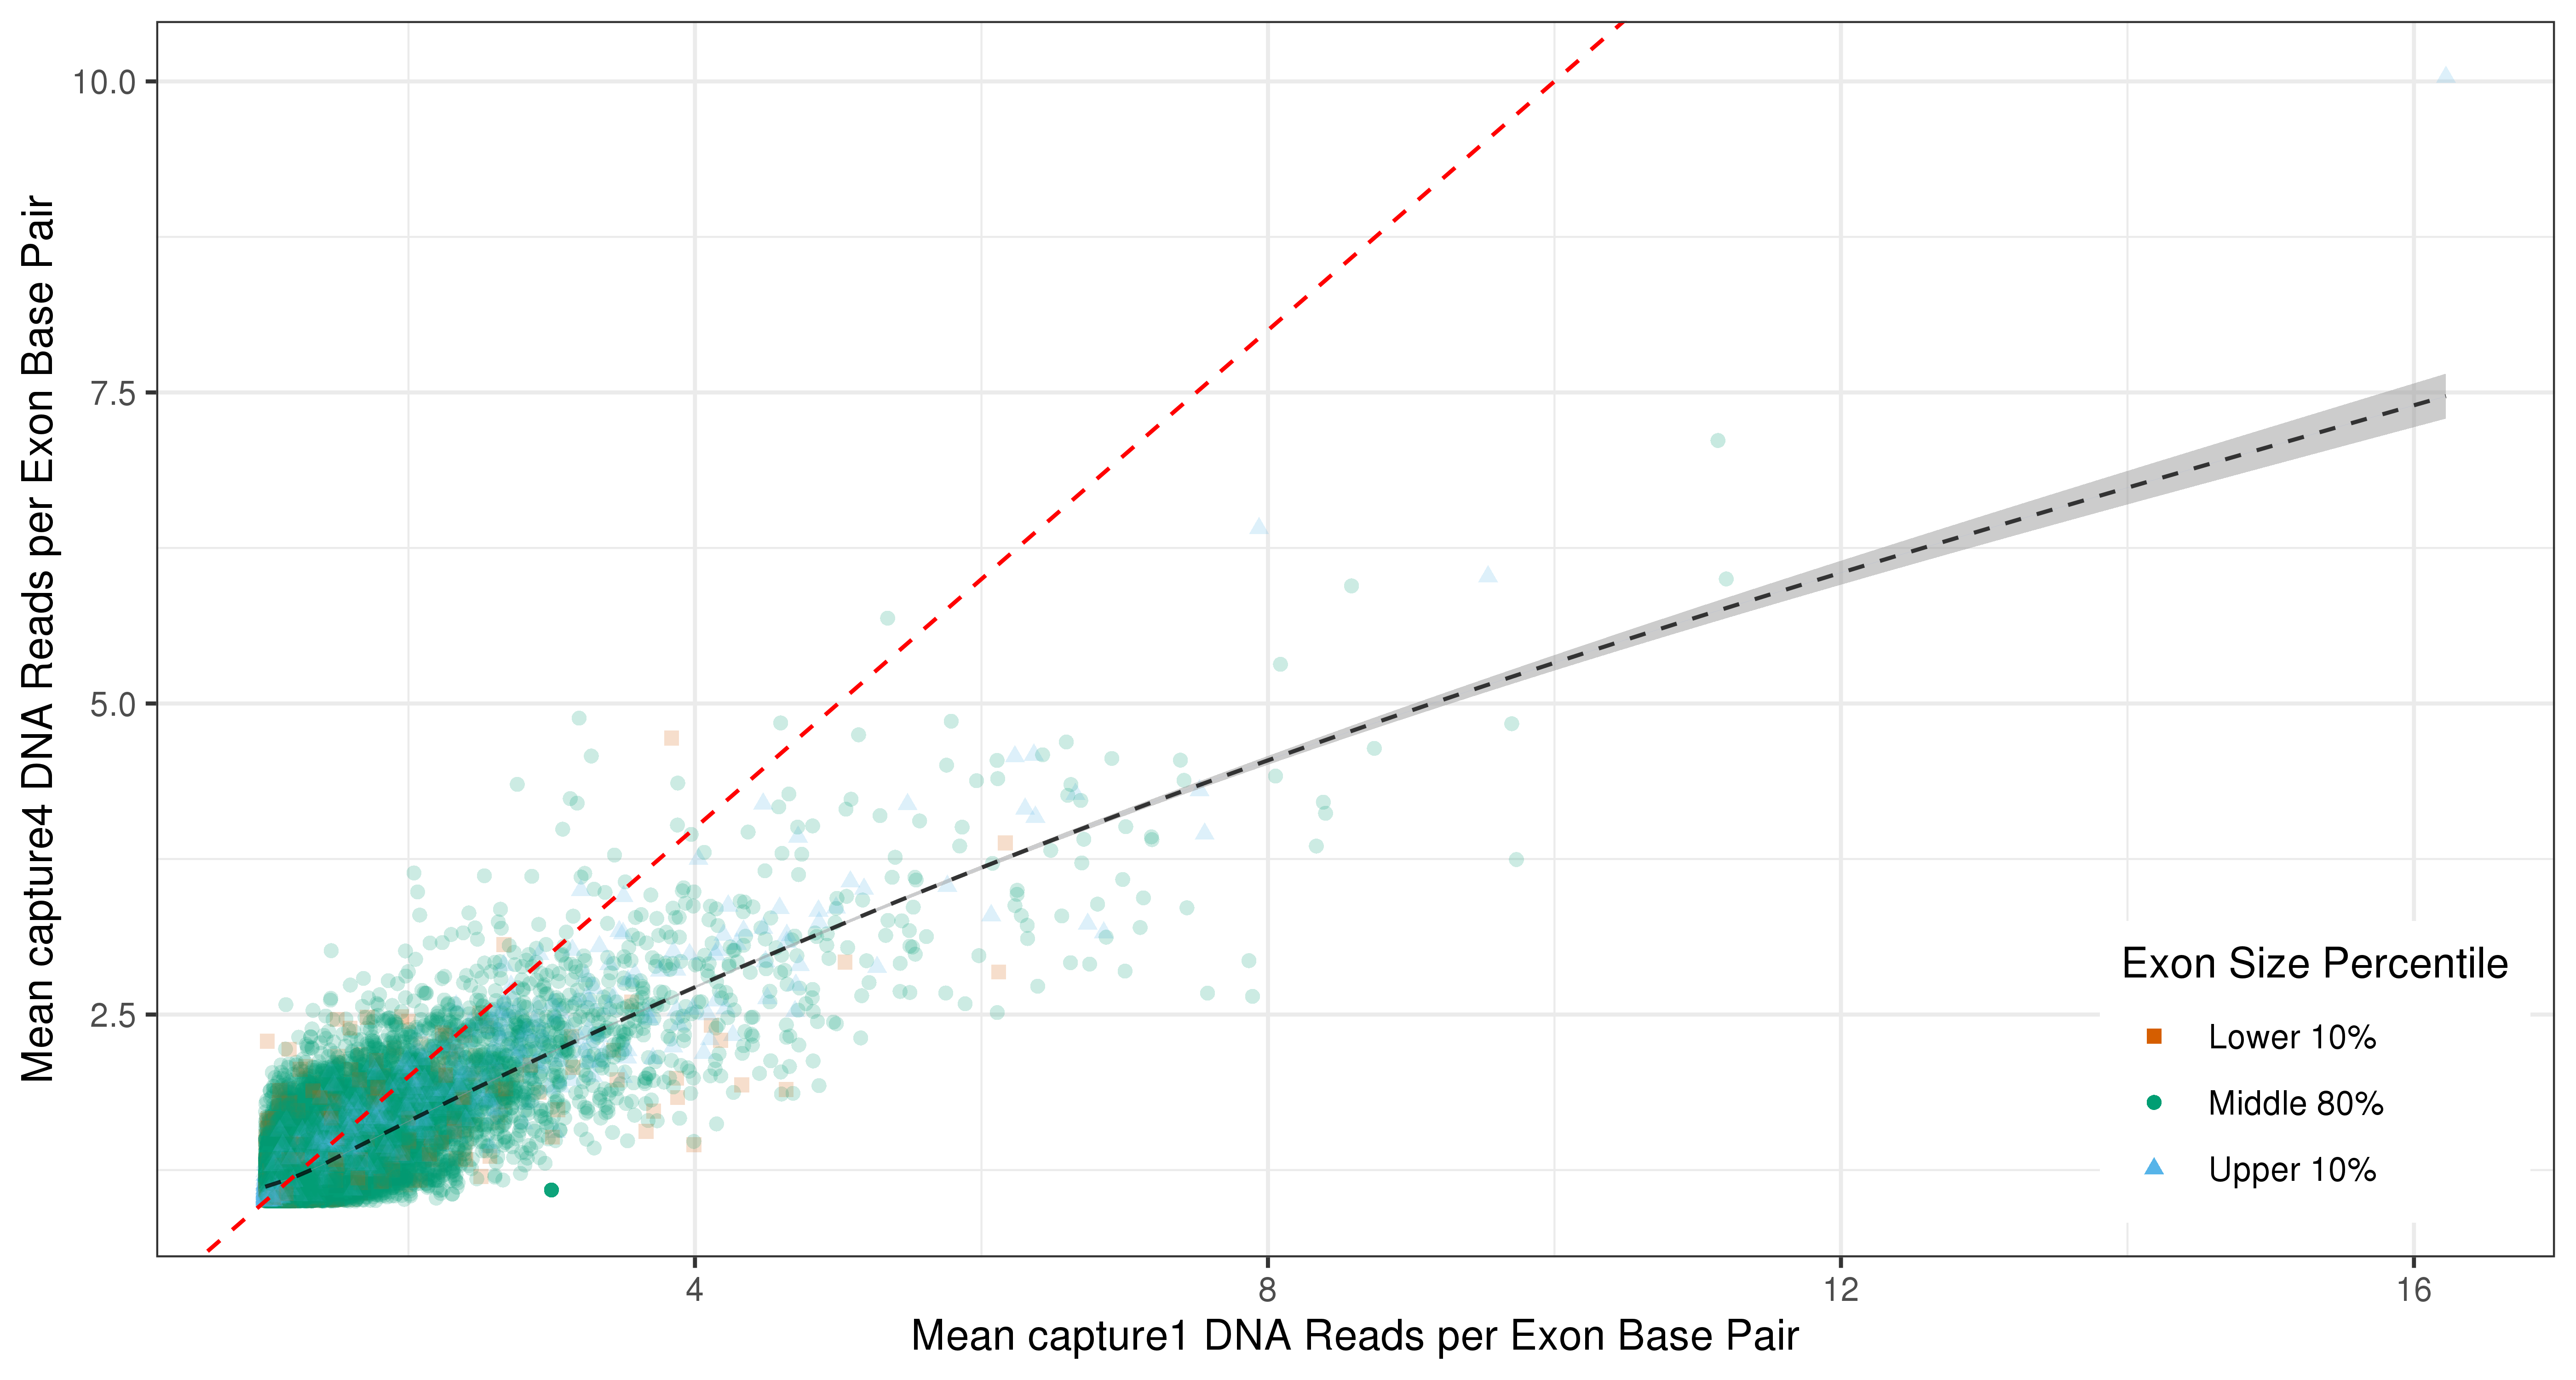 Mean capture4 DNA Reads per Exon Base Pair
10.0
7.5
5.0
2.5
4
8
12
16
Mean capture1 DNA Reads per Exon Base Pair
Exon Size Percentile
Lower 10%
Middle 80%
Upper 10%